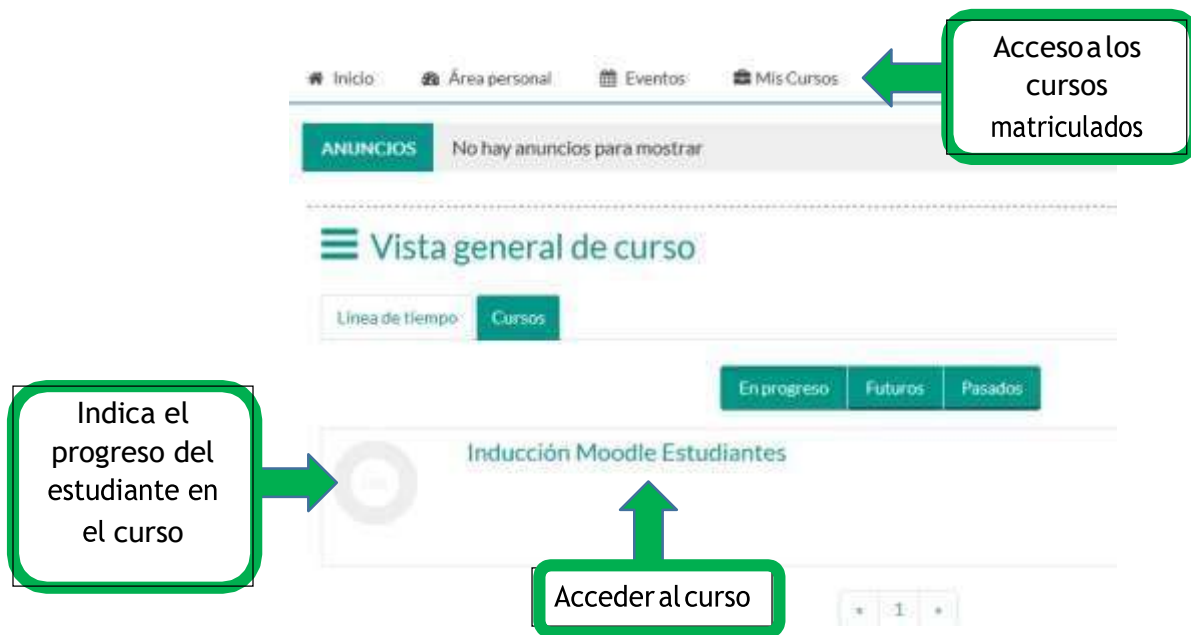 Acceso a los
cursos
matriculados
Inicio Área personal Eventos Mis Cursos
ANUNCIOS No hay anuncios para mostrar
Vista general de curso
Línea de tiempo Cursos
En progreso Futuros Pasados
Indica el
progreso del
estudiante en
el curso
Inducción Moodle Estudiantes
Acceder al curso
« 1 »